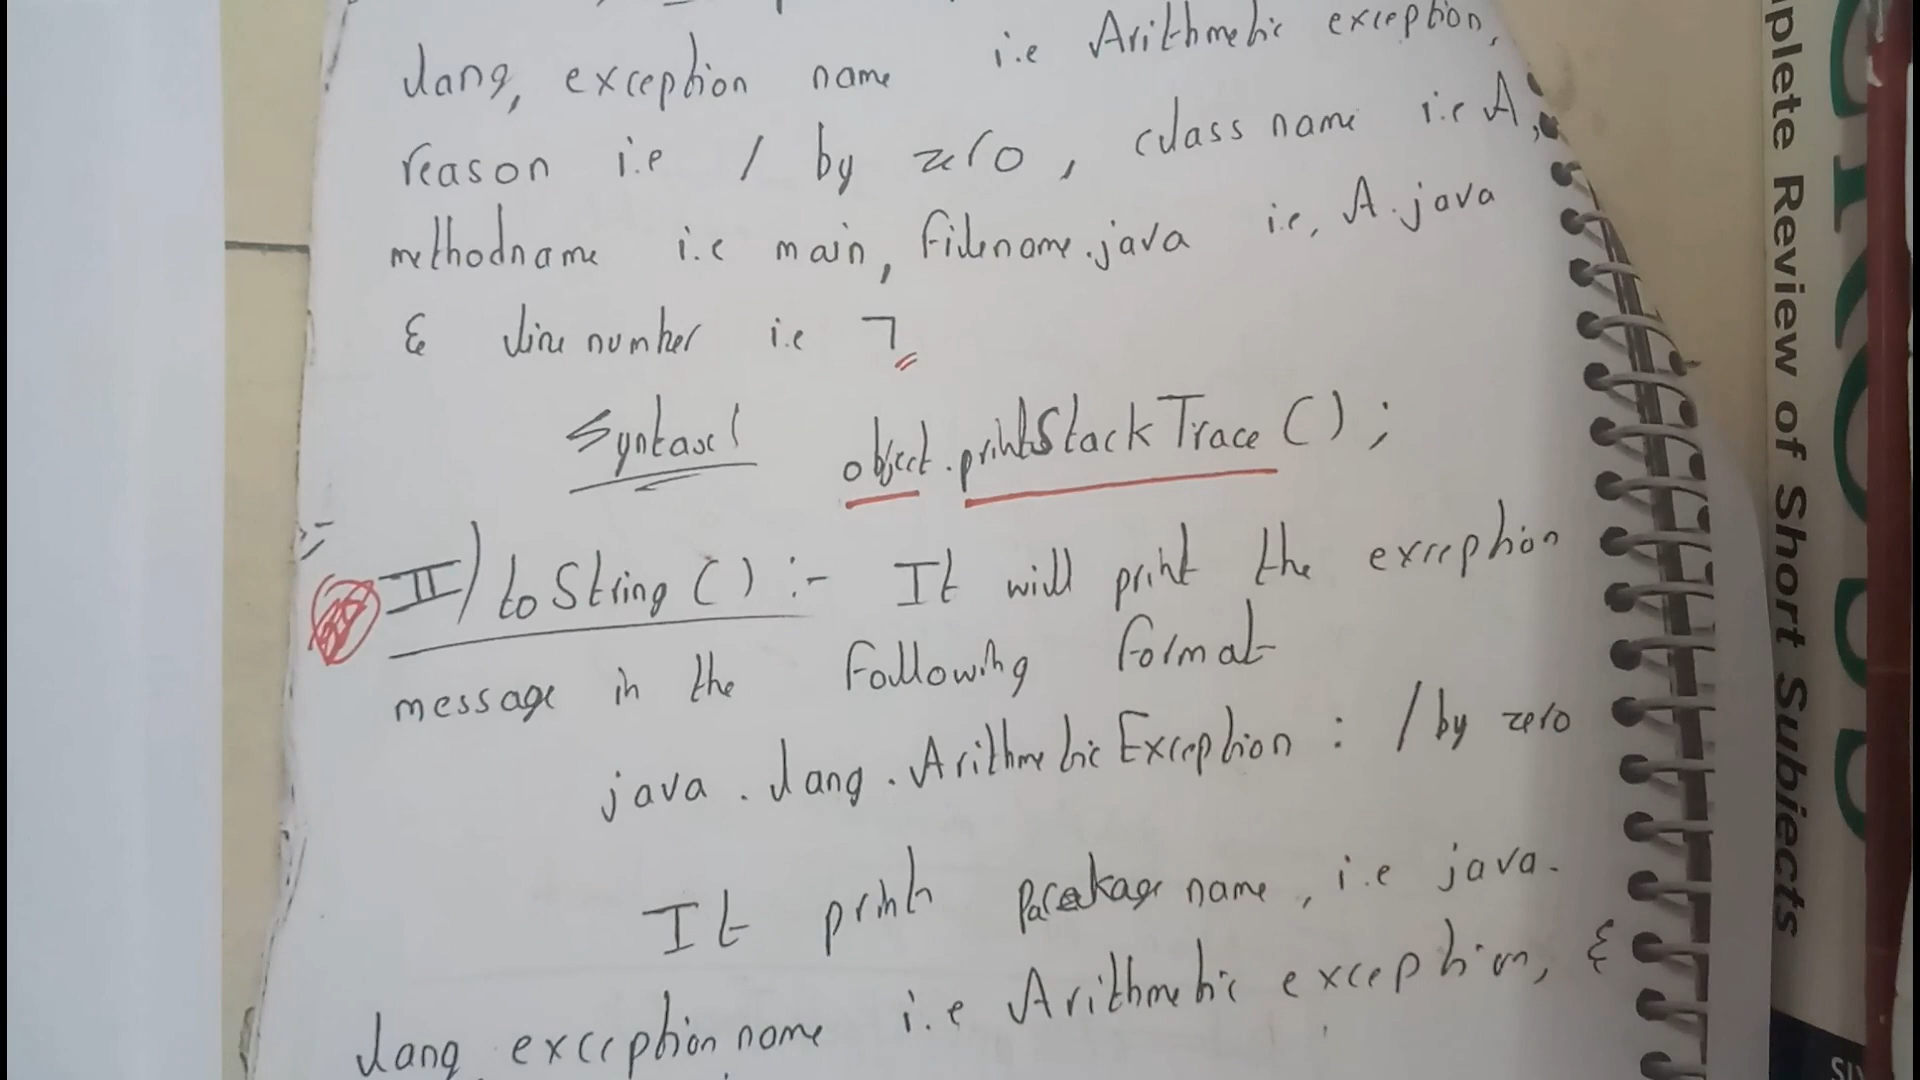 lang, exception name i.e Arithmetic exception,
reason i.e / by zero, class name i.e A,
methodname i.e main, Filename.java i.e, A.java
& line number i.e 7
Syntax! object.printStackTrace();
II) toString() :- It will print the exception
message in the following format
java.lang.ArithmeticException : / by zero
It prints package name, i.e java.
lang exception name i.e Arithmetic exception, &
plete Review of Short Subjects